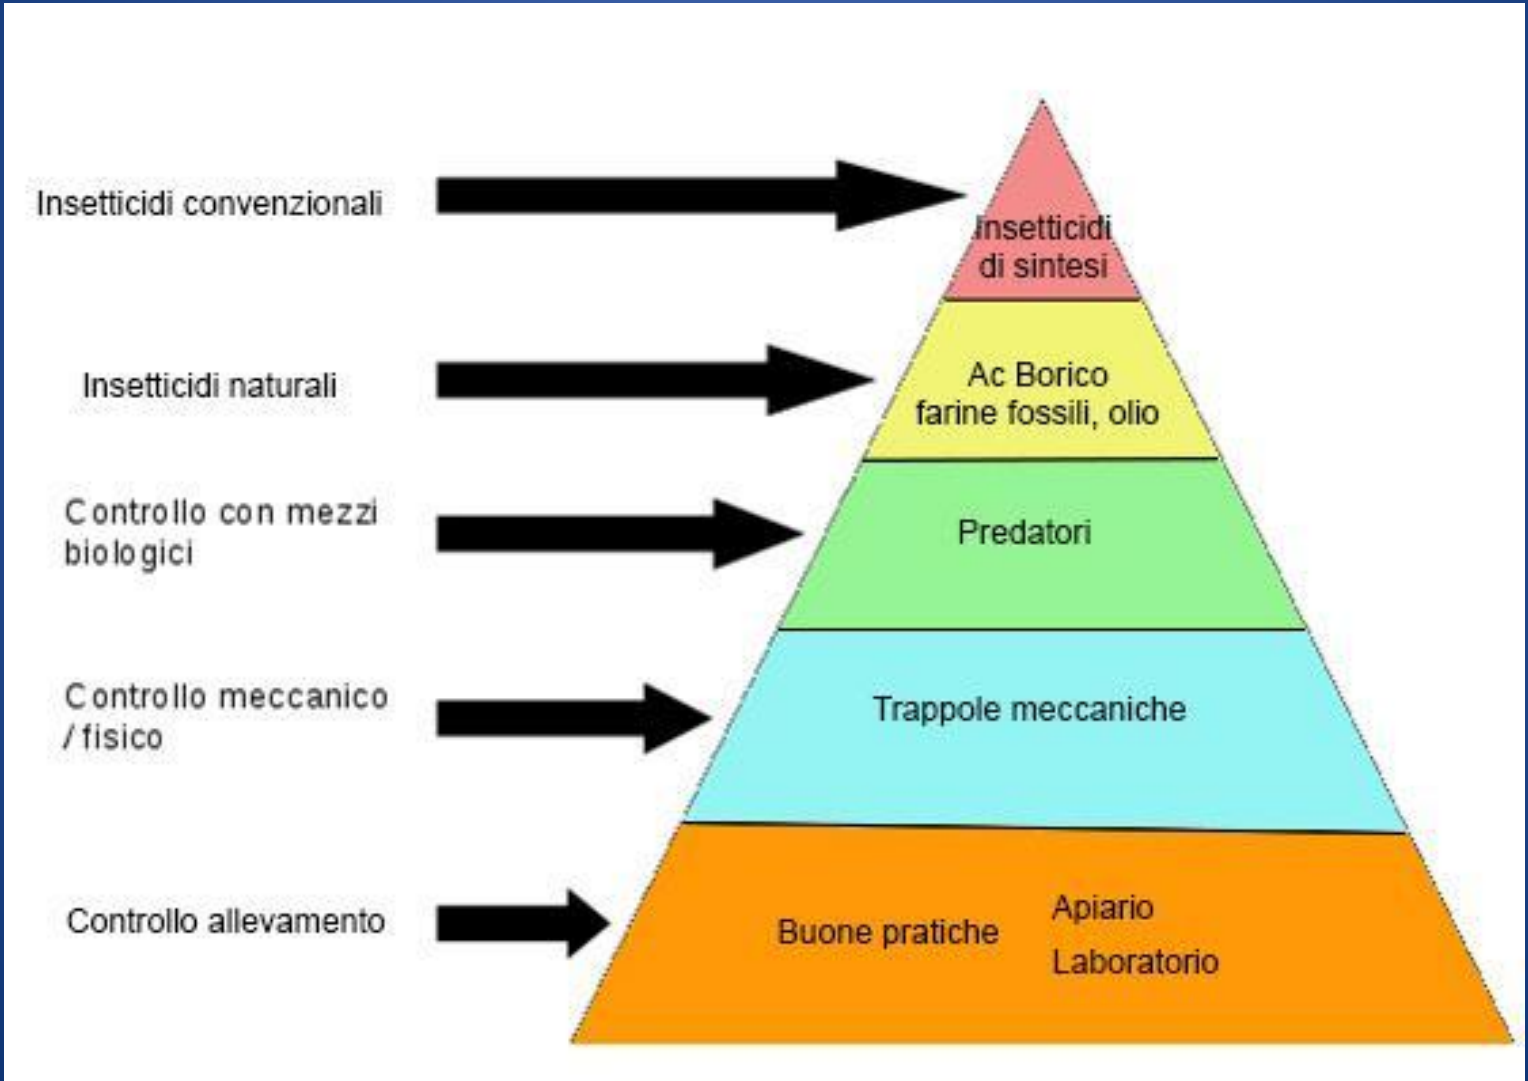 Insetticidi convenzionali
Insetticidi
di sintesi
Insetticidi naturali
Ac Borico
farine fossili, olio
Controllo con mezzi
biologici
Predatori
Controllo meccanico
/ fisico
Trappole meccaniche
Controllo allevamento
Buone pratiche
Apiario
Laboratorio